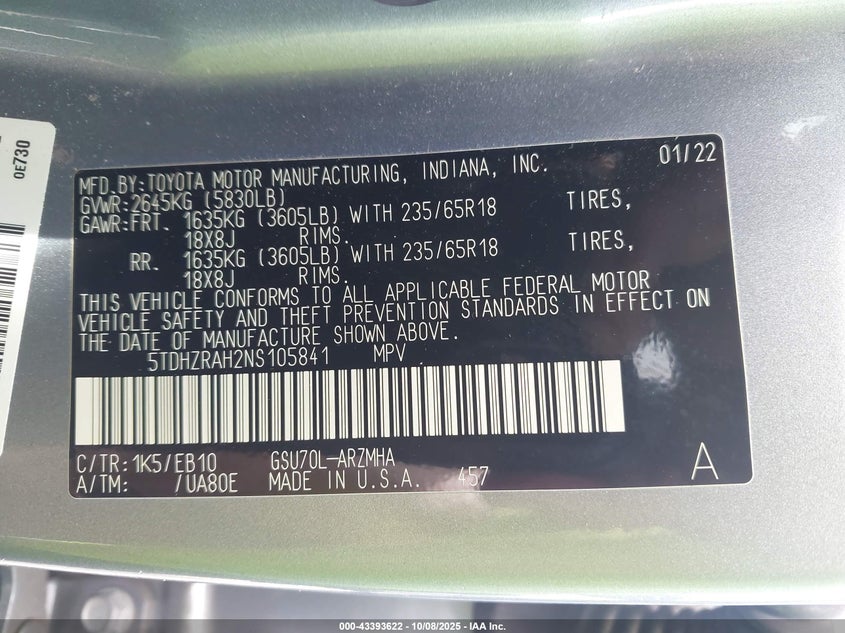 0E730
MFD.BY:TOYOTA MOTOR MANUFACTURING, INDIANA, INC. 01/22
GVWR:2645KG (5830LB)
GAWR:FRT. 1635KG (3605LB) WITH 235/65R18 TIRES,
18X8J RIMS.
RR. 1635KG (3605LB) WITH 235/65R18 TIRES,
18X8J RIMS.
THIS VEHICLE CONFORMS TO ALL APPLICABLE FEDERAL MOTOR
VEHICLE SAFETY AND THEFT PREVENTION STANDARDS IN EFFECT ON
THE DATE OF MANUFACTURE SHOWN ABOVE.
5TDHZRAH2NS105841 MPV
C/TR:1K5/EB10 GSU70L-ARZMHA
A/TM: /UA80E MADE IN U.S.A. 457 A
000-43393622 - 10/08/2025 - IAA Inc.